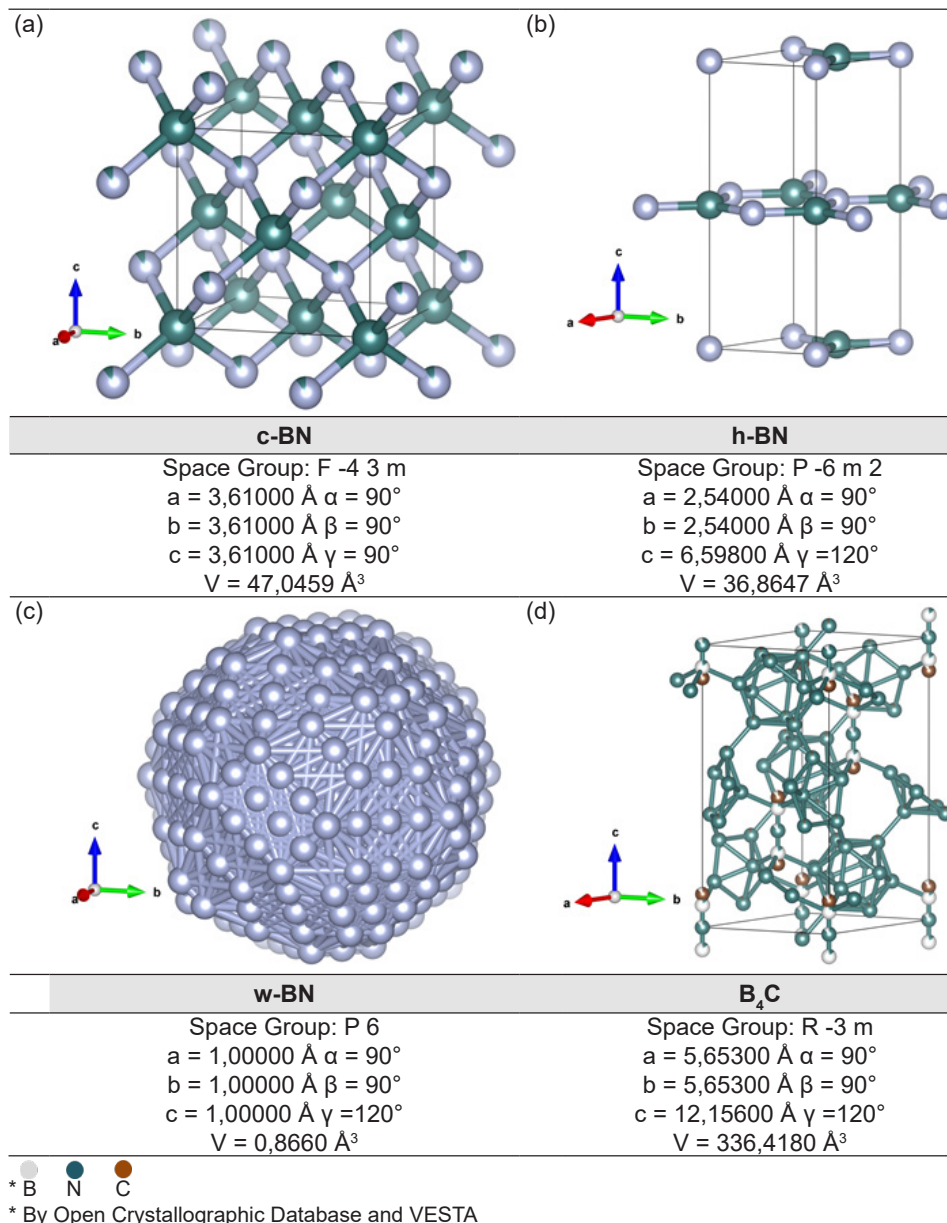 (a)
c
a
b
(b)
c
a
b
c-BN
h-BN
Space Group: F -4 3 m
a = 3,61000 Å α = 90°
b = 3,61000 Å β = 90°
c = 3,61000 Å γ = 90°
V = 47,0459 Å³
Space Group: P -6 m 2
a = 2,54000 Å α = 90°
b = 2,54000 Å β = 90°
c = 6,59800 Å γ =120°
V = 36,8647 Å³
(c)
c
a
b
(d)
c
a
b
w-BN
B₄C
Space Group: P 6
a = 1,00000 Å α = 90°
b = 1,00000 Å β = 90°
c = 1,00000 Å γ =120°
V = 0,8660 Å³
Space Group: R -3 m
a = 5,65300 Å α = 90°
b = 5,65300 Å β = 90°
c = 12,15600 Å γ =120°
V = 336,4180 Å³
* B N C
* By Open Crystallographic Database and VESTA